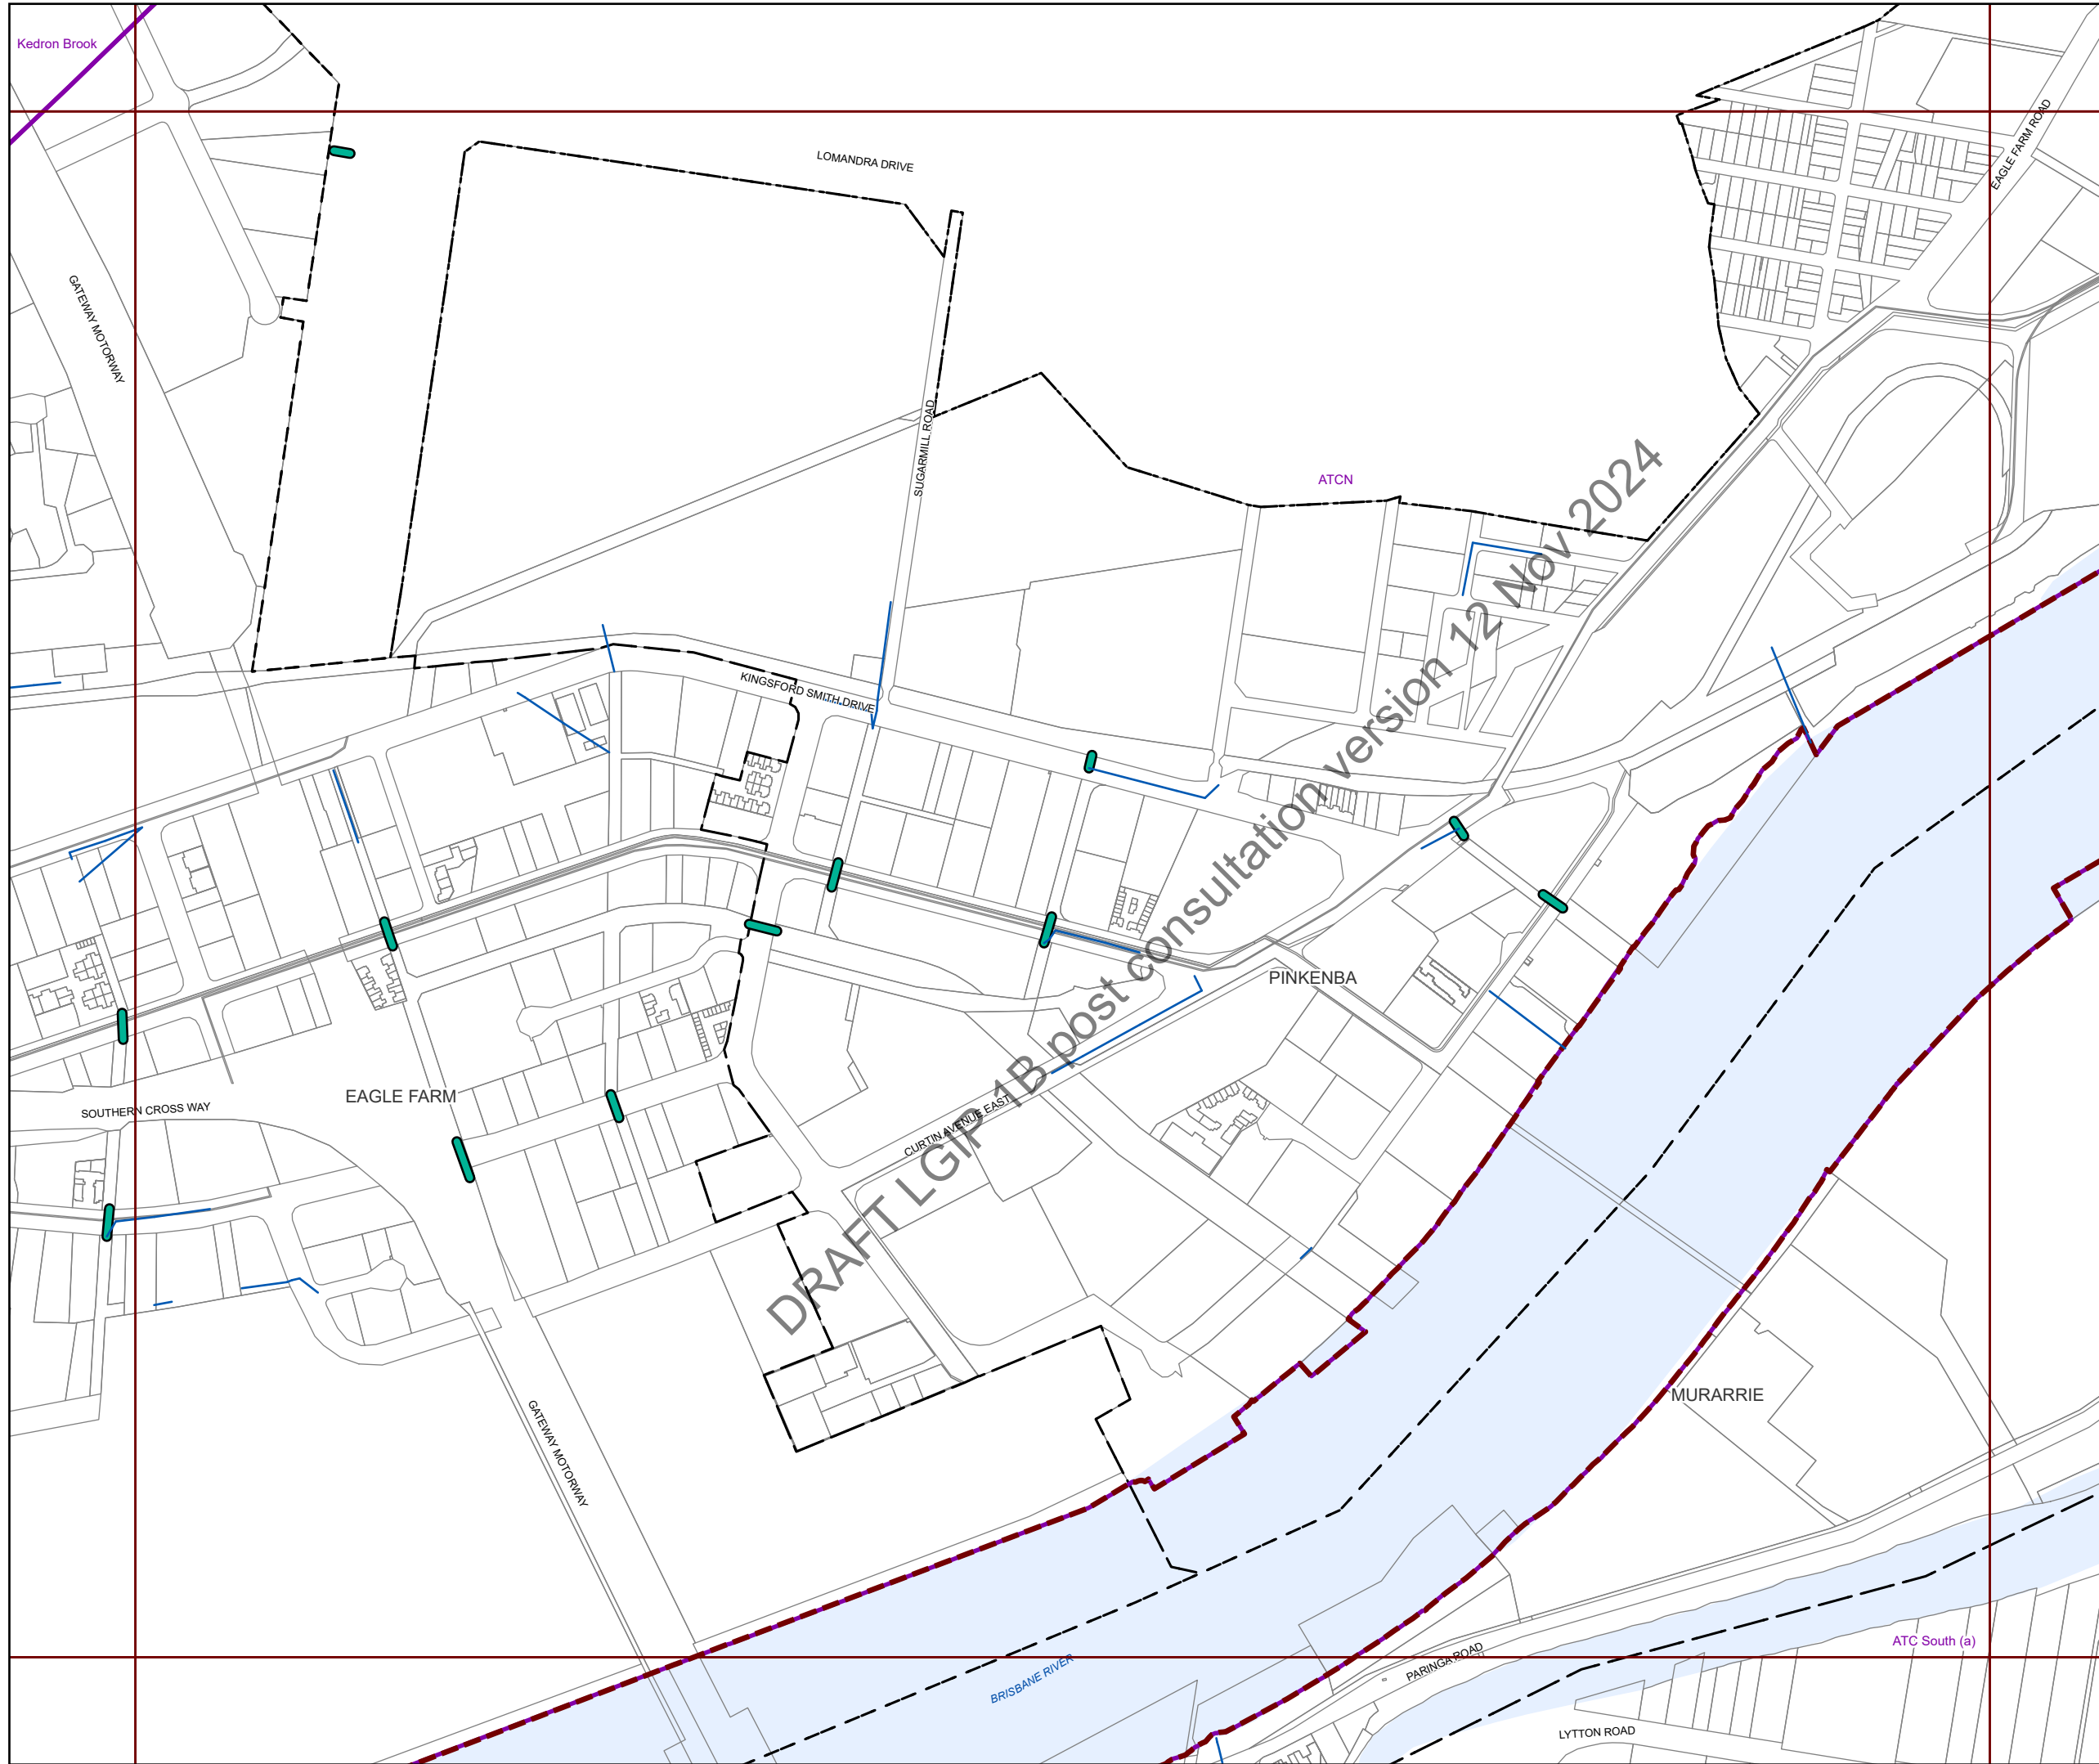 Kedron Brook
LOMANDRA DRIVE
EAGLE FARM ROAD
GATEWAY MOTORWAY
SUGARMILL ROAD
ATCN
KINGSFORD SMITH DRIVE
DRAFT LGIP 1B post consultation version 12 Nov 2024
PINKENBA
EAGLE FARM
SOUTHERN CROSS WAY
CURTIN AVENUE EAST
MURARRIE
GATEWAY MOTORWAY
ATC South (a)
PARINGA ROAD
BRISBANE RIVER
LYTTON ROAD